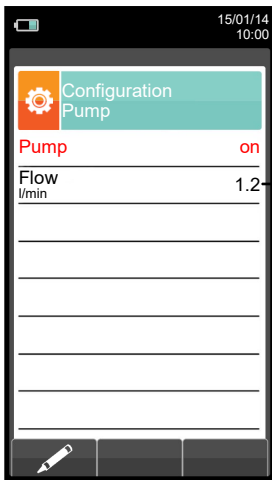 15/01/14
10:00
Configuration
Pump
Pump on
Flow 1.2
l/min